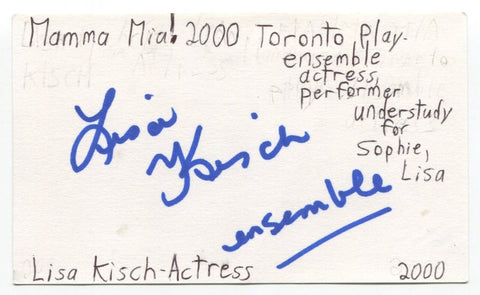 Mamma Mia! 2000 Toronto Play-
ensemble
actress,
performer
understudy
for
Sophie,
Lisa
Lisa
Kisch
ensemble
Lisa Kisch-Actress 2000